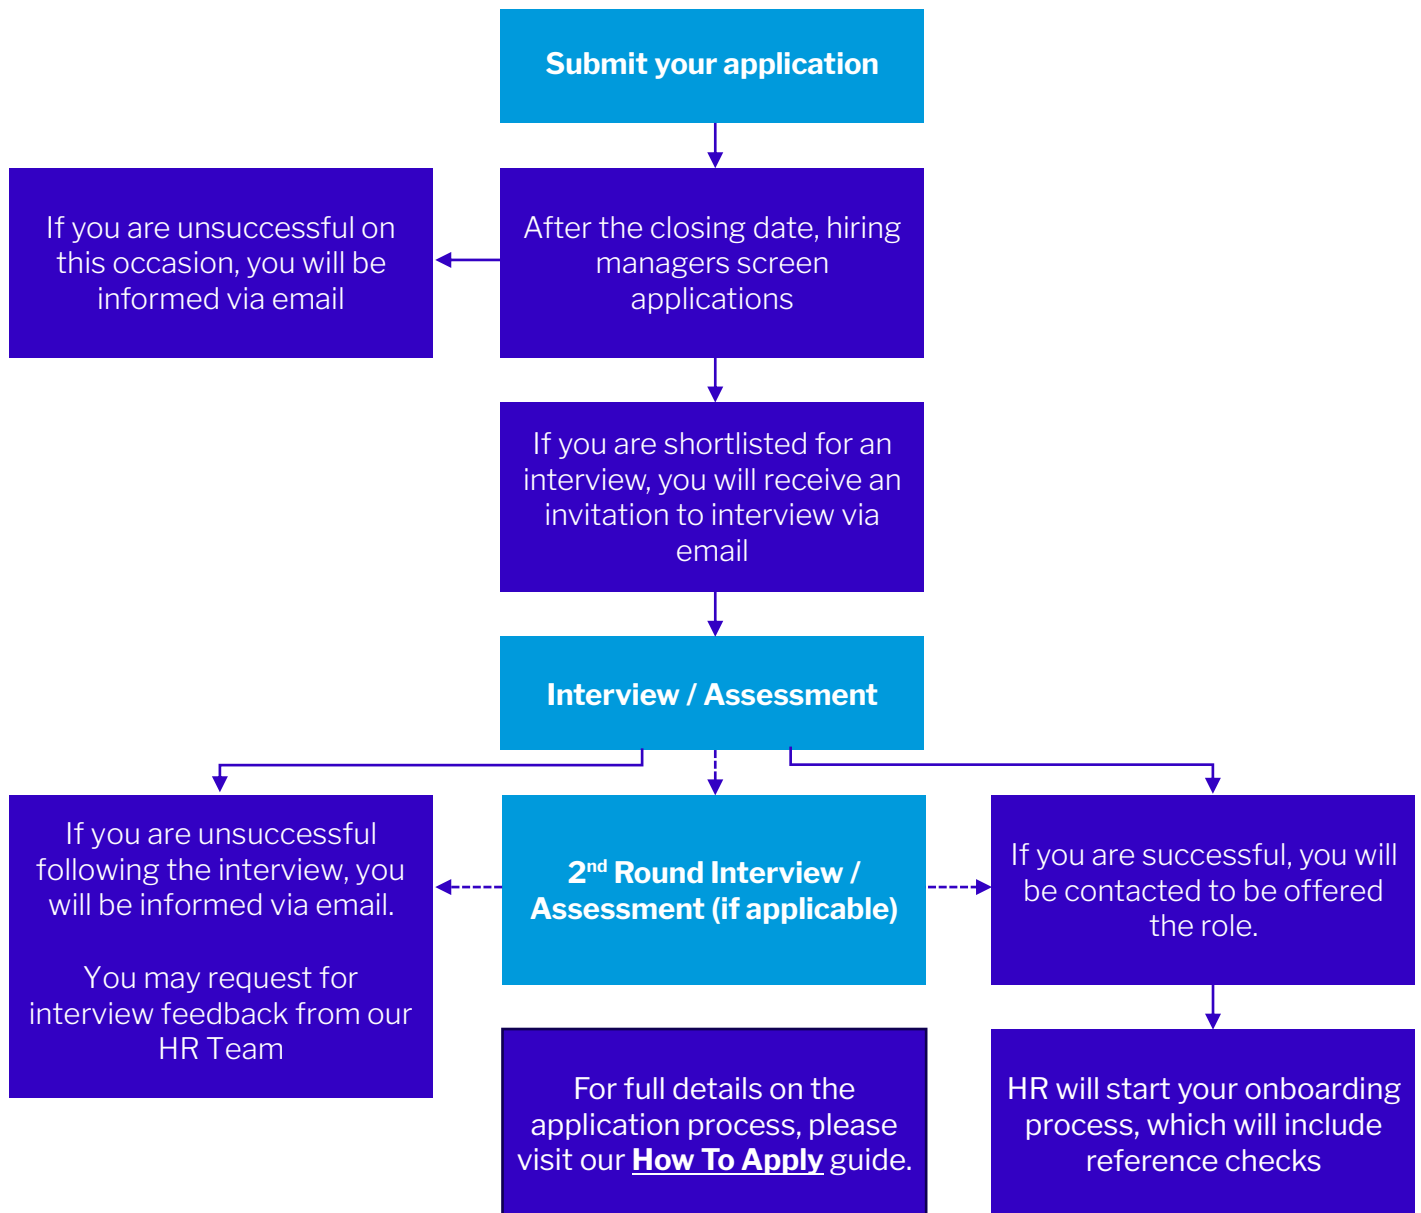 Submit your application
If you are unsuccessful on
this occasion, you will be
informed via email
After the closing date, hiring
managers screen
applications
If you are shortlisted for an
interview, you will receive an
invitation to interview via
email
Interview / Assessment
If you are unsuccessful
following the interview, you
will be informed via email.
You may request for
interview feedback from our
HR Team
2nd Round Interview /
Assessment (if applicable)
If you are successful, you will
be contacted to be offered
the role.
For full details on the
application process, please
visit our How To Apply guide.
HR will start your onboarding
process, which will include
reference checks